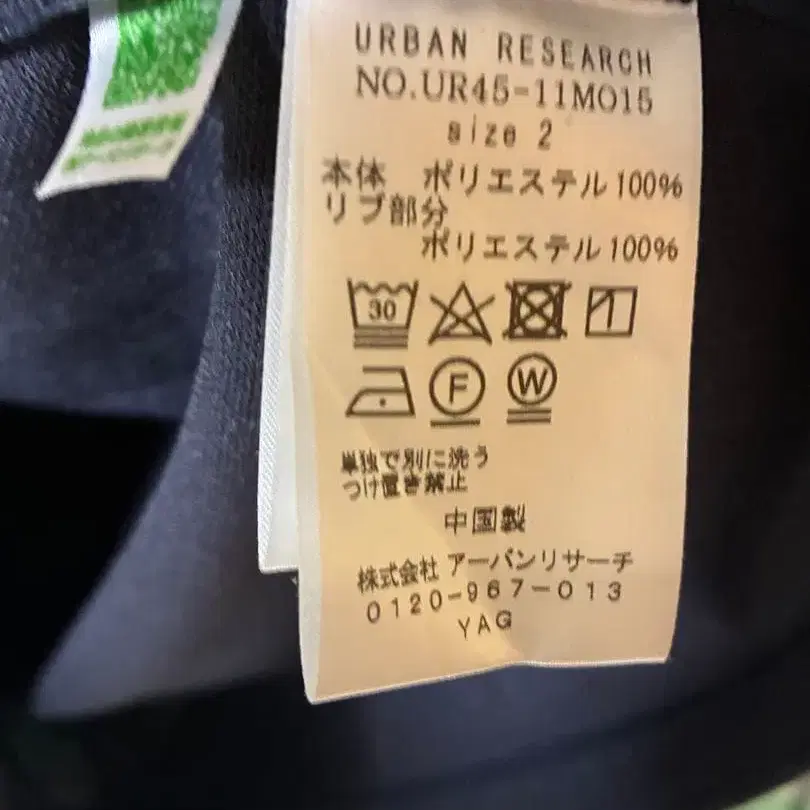 URBAN RESEARCH
NO.UR45-11M015
size 2
本体 ポリエステル100%
リブ部分
ポリエステル100%
30
F W
単独で別に洗う
つけ置き禁止
中国製
株式会社 アーバンリサーチ
0120-967-013
YAG